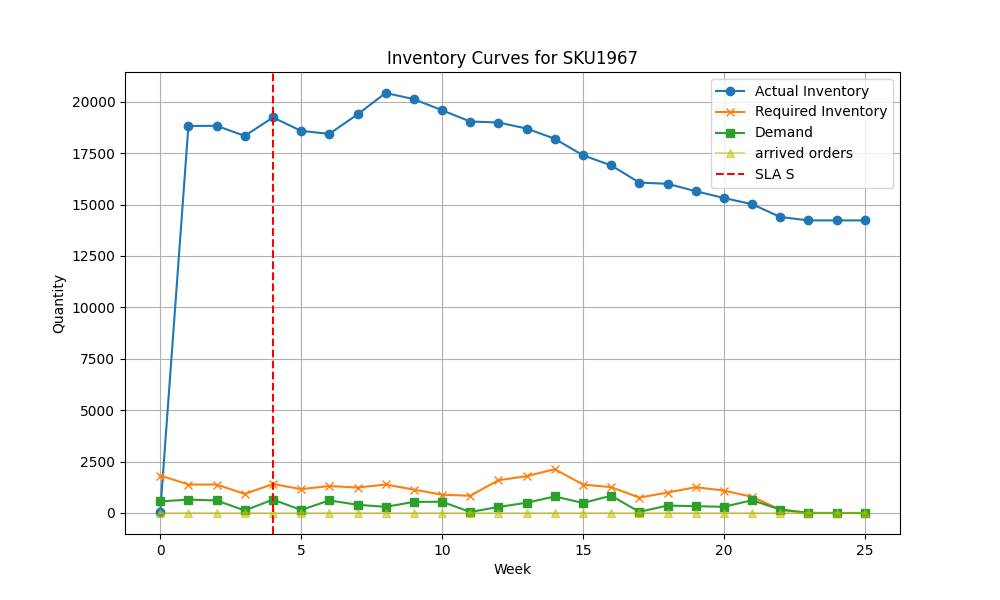 Inventory Curves for SKU1967
Actual Inventory
Required Inventory
Demand
arrived orders
SLA S
Quantity
20000
17500
15000
12500
10000
7500
5000
2500
0
0 5 10 15 20 25
Week